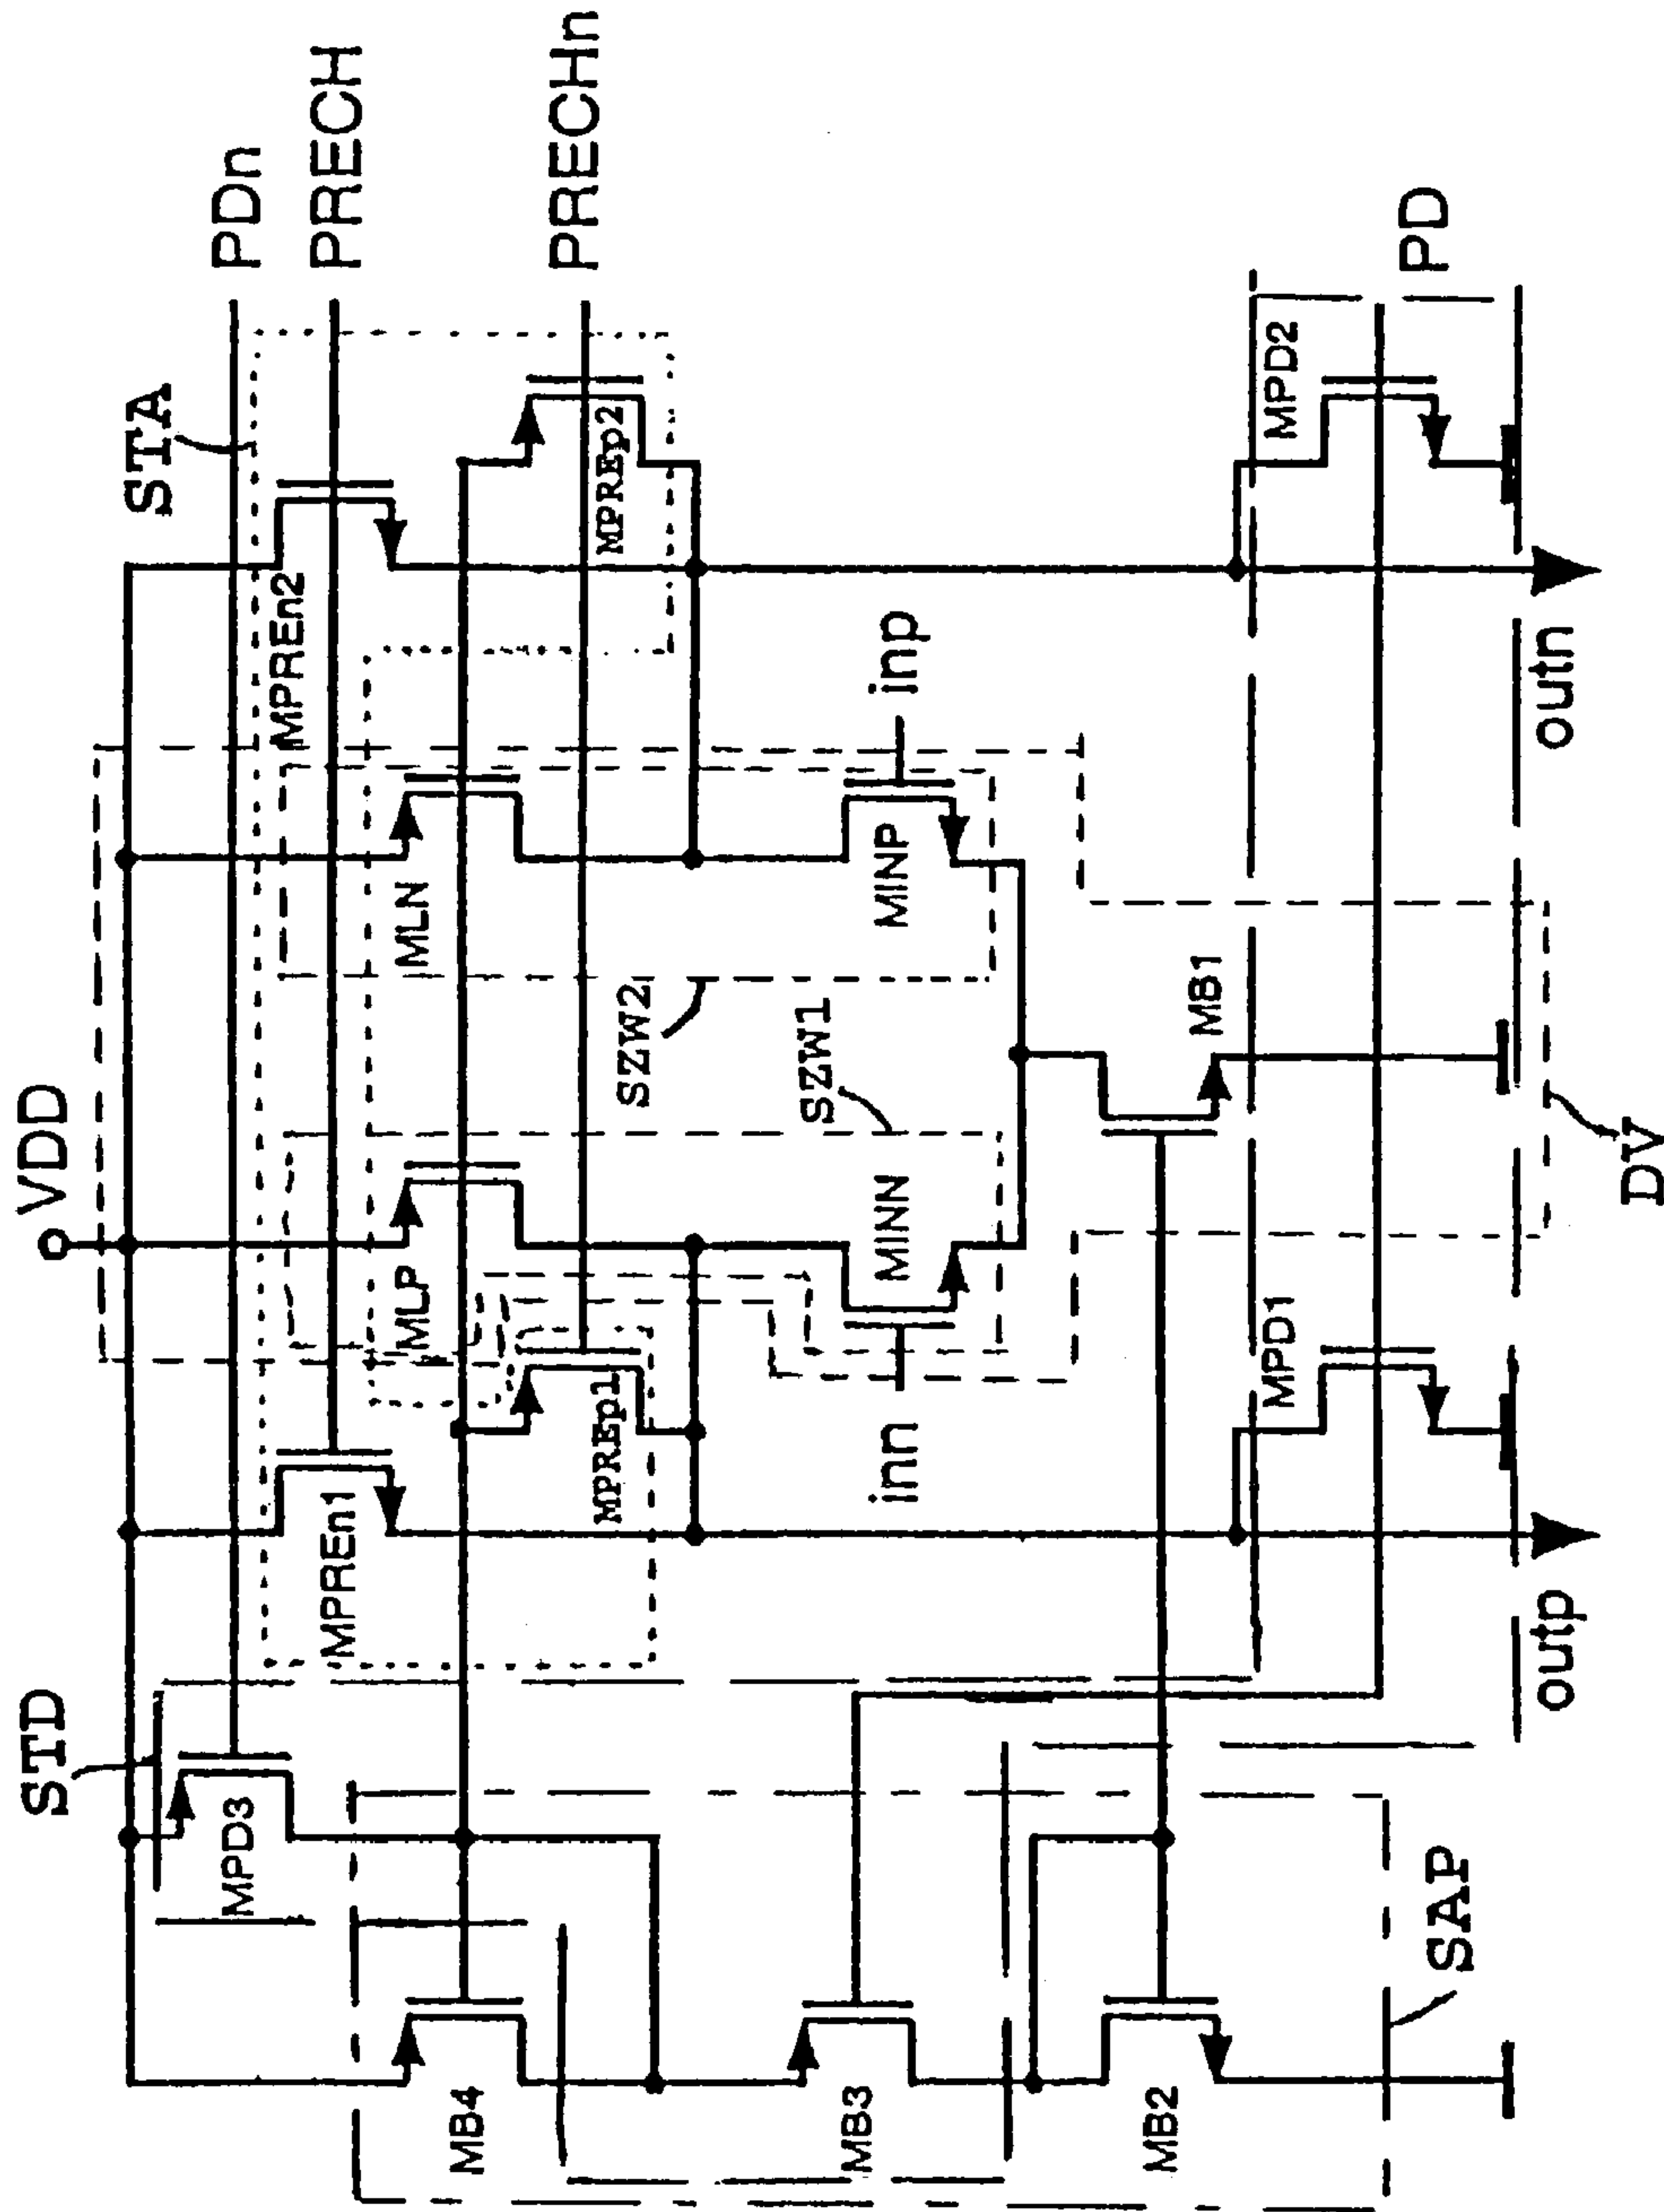 VDD
STD
STA
PDn
PRECH
PRECHn
MPD3
MPREn1
MPREn2
MLP
MLN
MPREp1
MPREp2
MB4
MB3
MB2
SZW2
SZW1
inn
MINN
MINP
inp
MB1
MPD1
MPD2
PD
SAP
outp
outn
DV